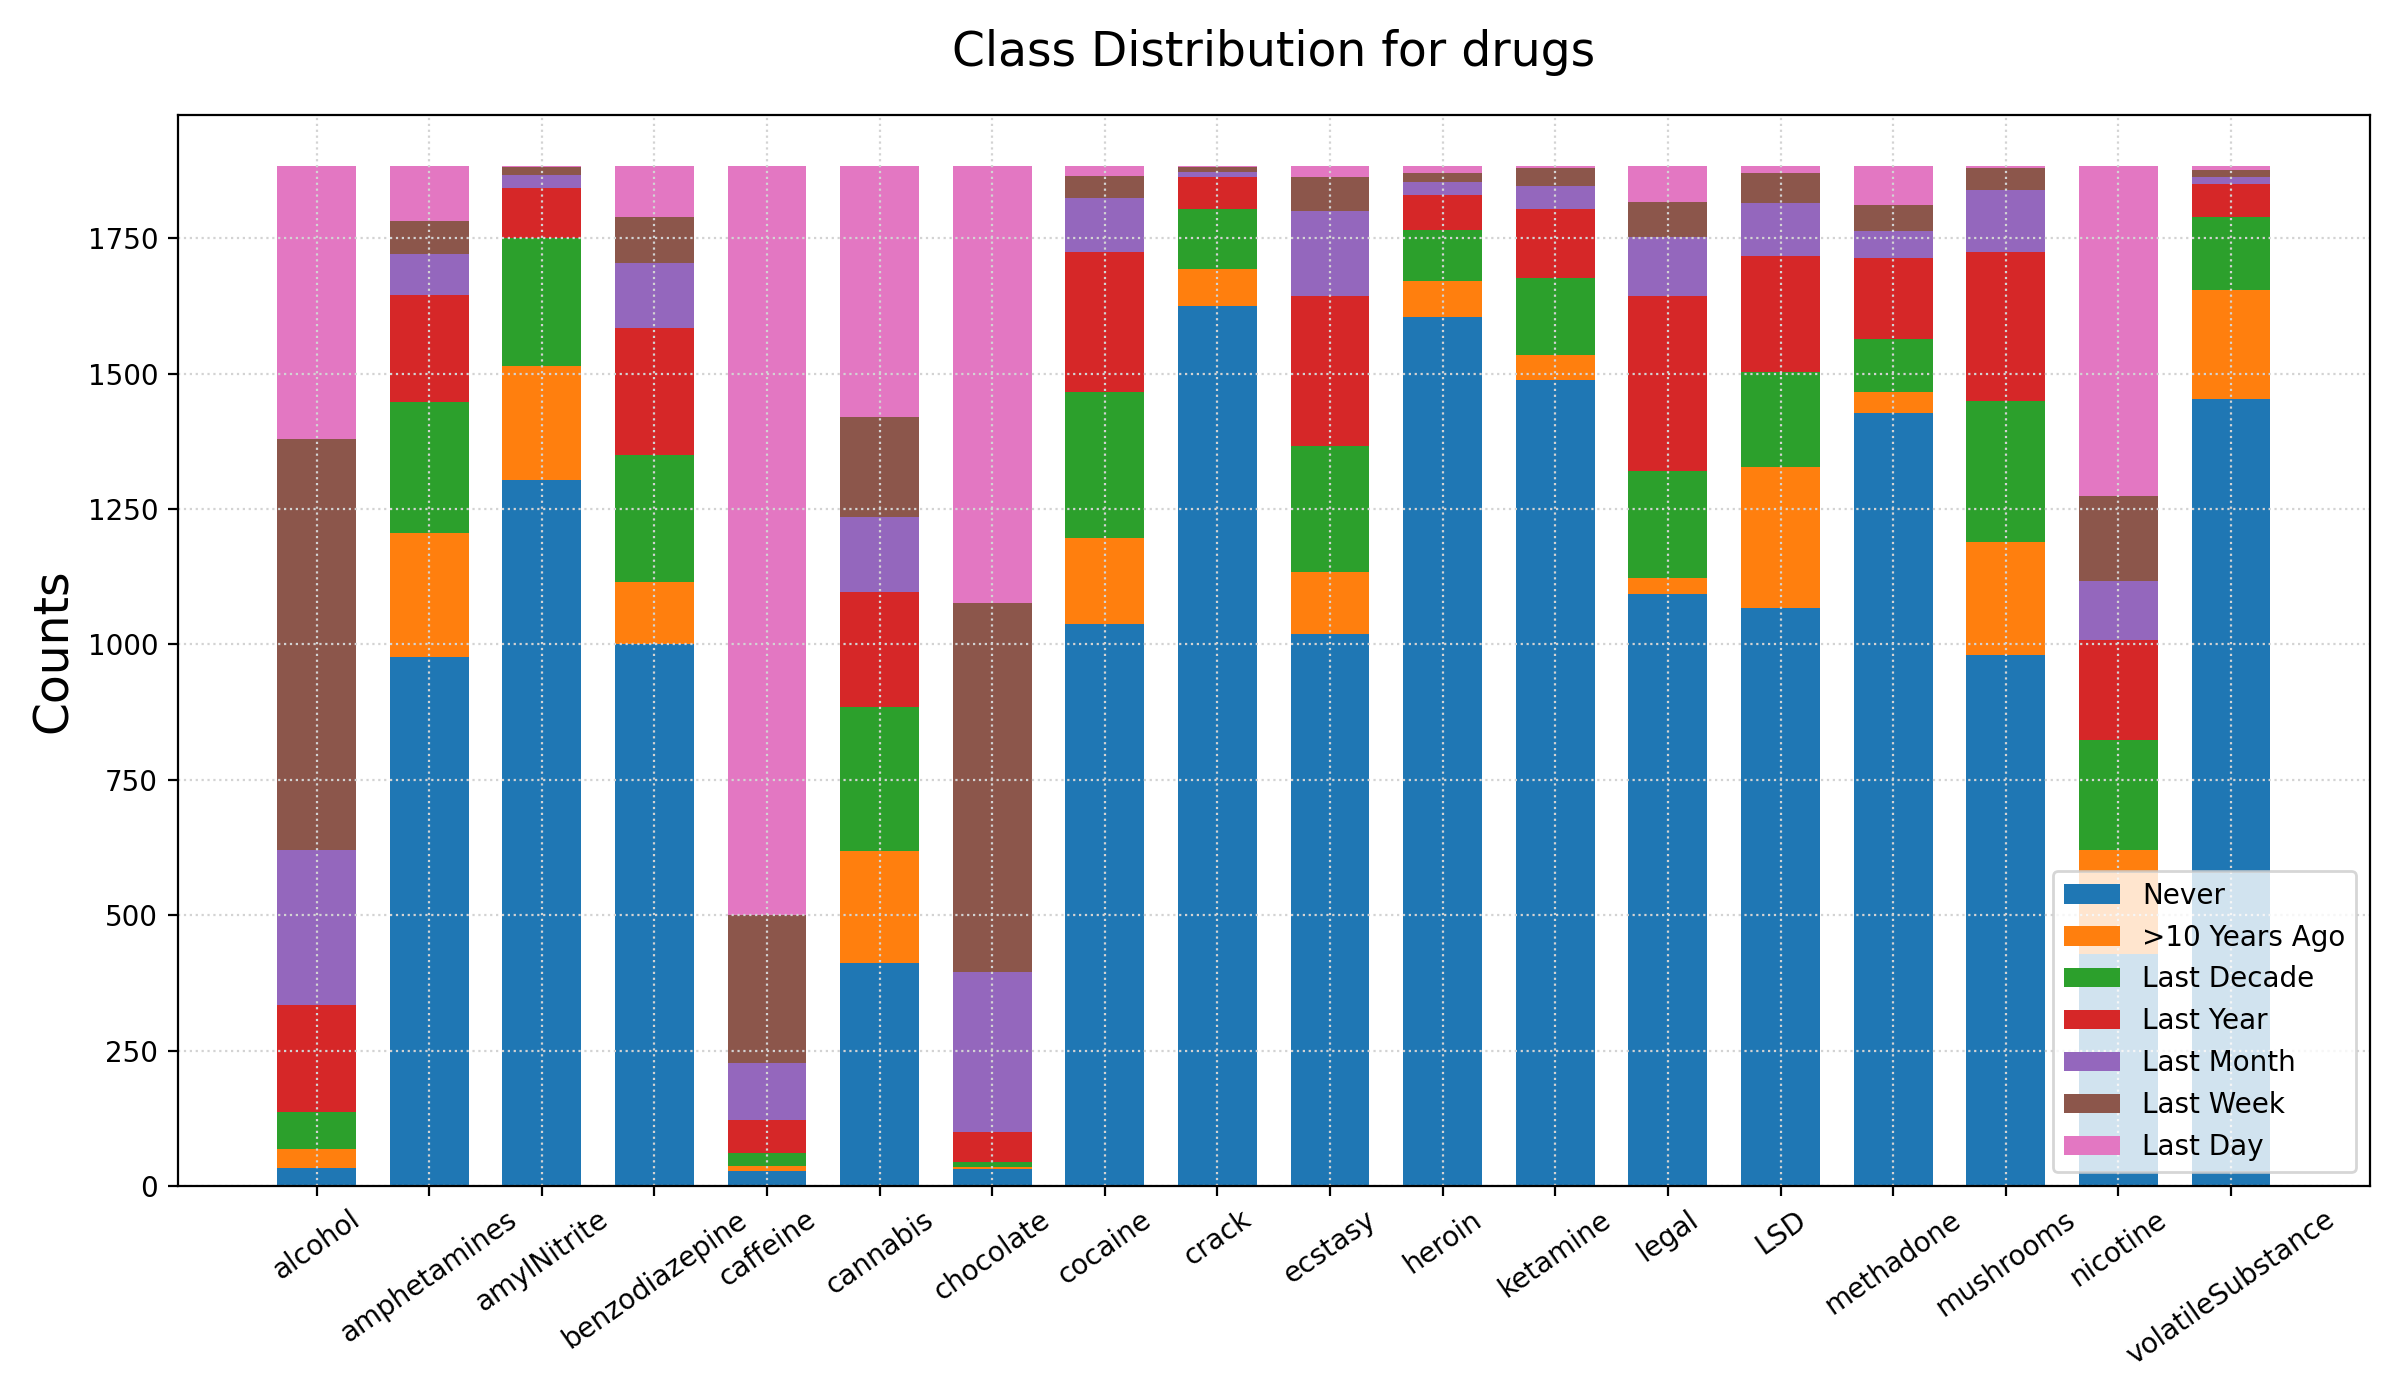 Class Distribution for drugs
Counts
1750
1500
1250
1000
750
500
250
0
alcohol
amphetamines
amylNitrite
benzodiazepine
caffeine
cannabis
chocolate
cocaine
crack
ecstasy
heroin
ketamine
legal
LSD
methadone
mushrooms
nicotine
volatileSubstance
Never
>10 Years Ago
Last Decade
Last Year
Last Month
Last Week
Last Day